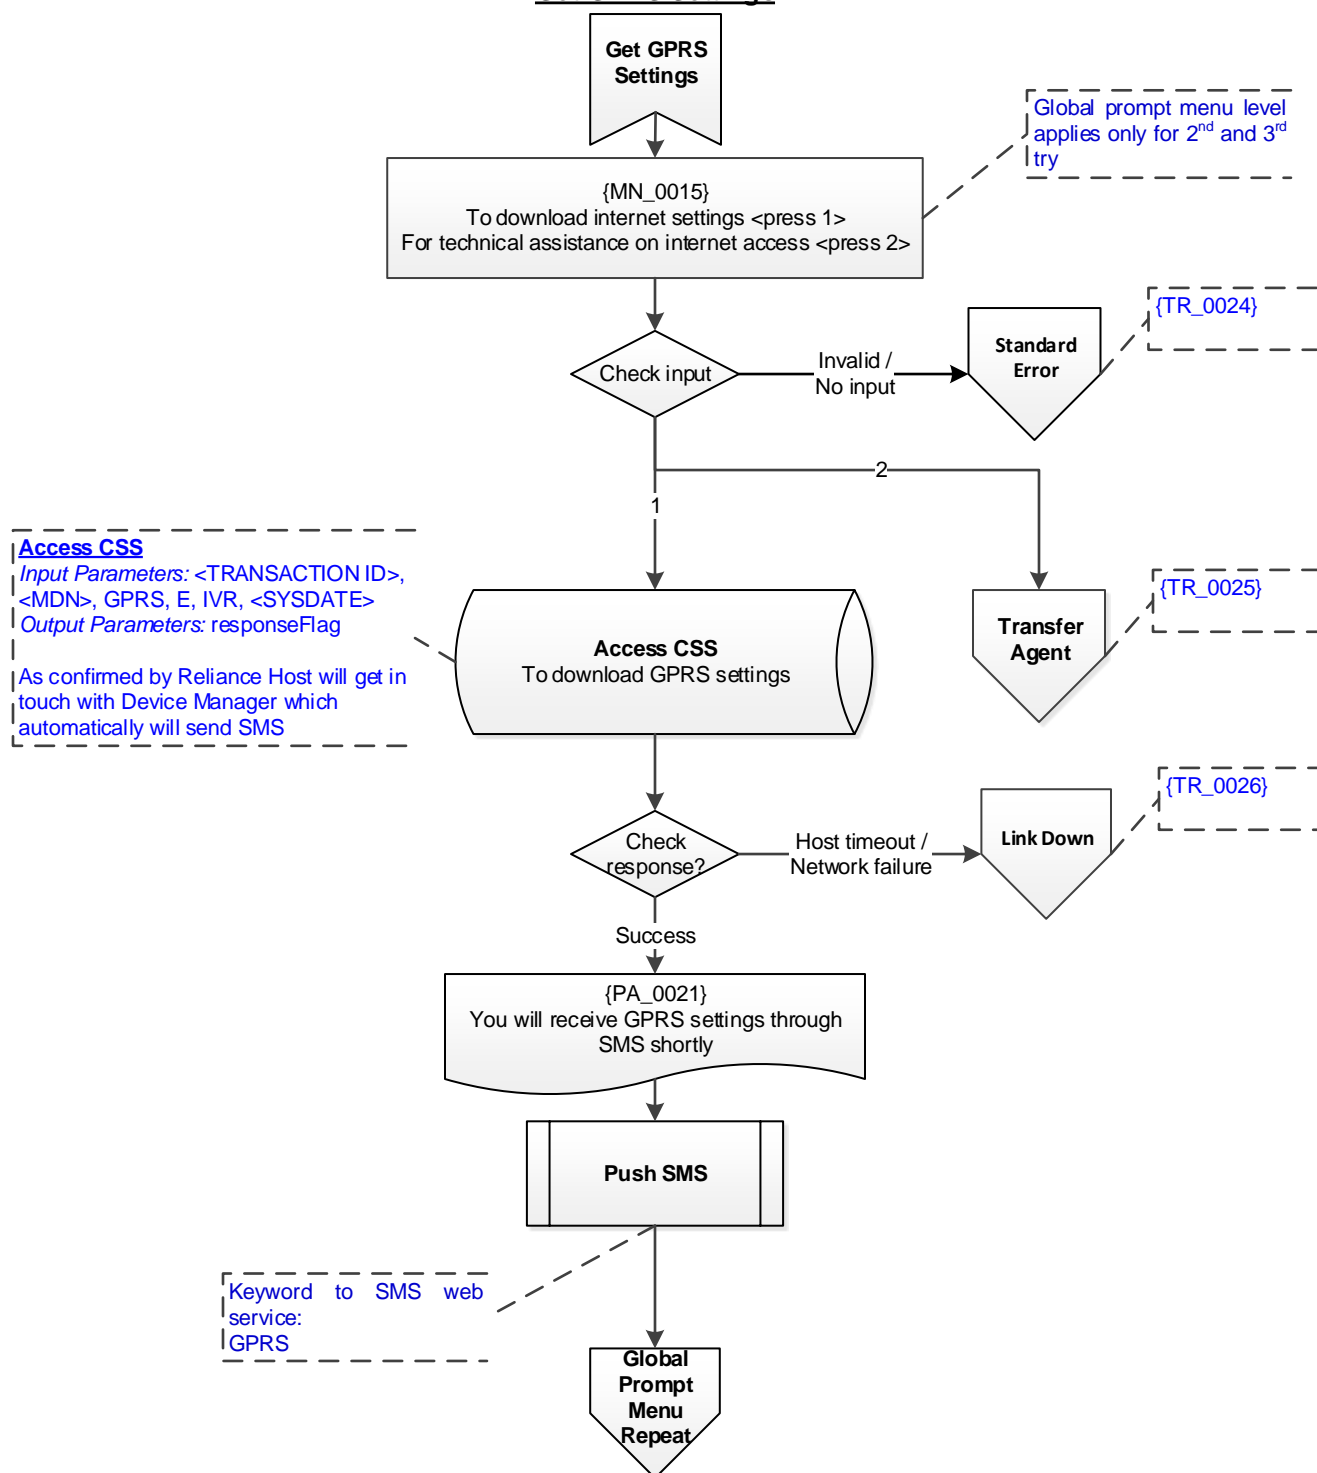 Get GPRS
Settings
Global prompt menu level
applies only for 2nd and 3rd
try
{MN_0015}
To download internet settings <press 1>
For technical assistance on internet access <press 2>
{TR_0024}
Standard
Error
Check input
Invalid /
No input
2
1
Access CSS
Input Parameters: <TRANSACTION ID>,
<MDN>, GPRS, E, IVR, <SYSDATE>
Output Parameters: responseFlag
As confirmed by Reliance Host will get in
touch with Device Manager which
automatically will send SMS
Access CSS
To download GPRS settings
{TR_0025}
Transfer
Agent
{TR_0026}
Check
response?
Host timeout /
Network failure
Link Down
Success
{PA_0021}
You will receive GPRS settings through
SMS shortly
Push SMS
Keyword to SMS web
service:
GPRS
Global
Prompt
Menu
Repeat